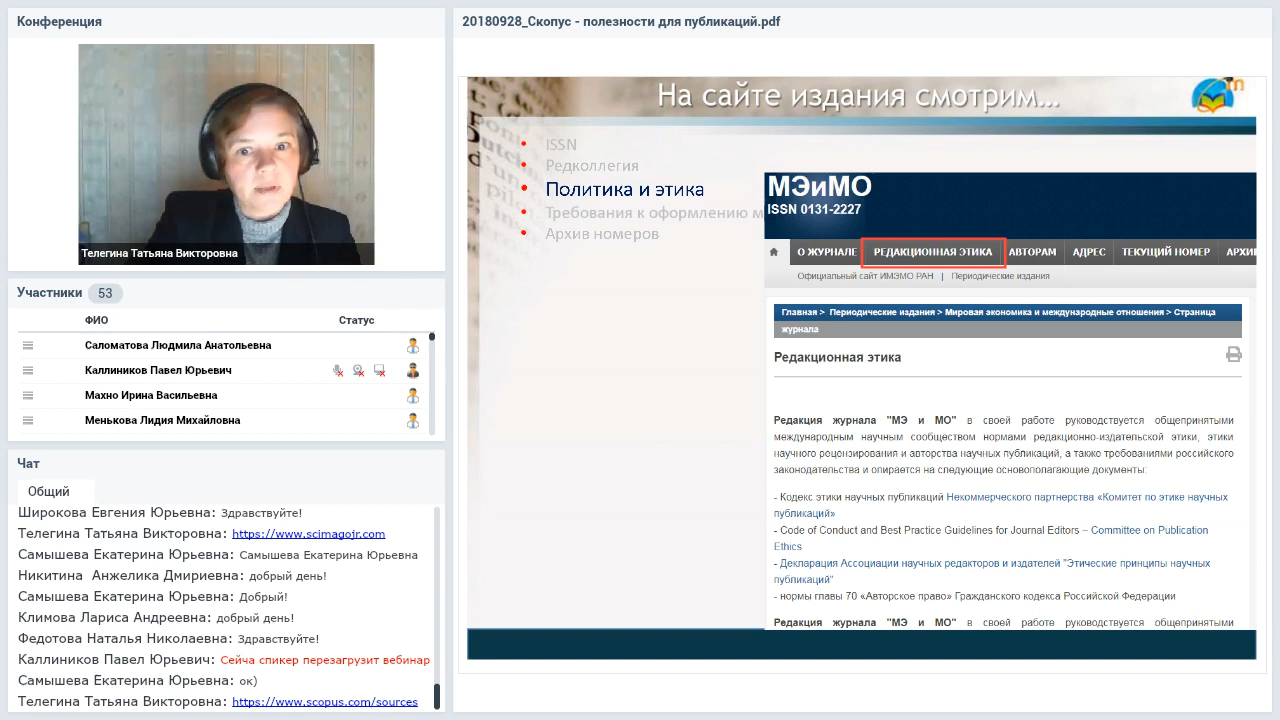 Конференция
Телегина Татьяна Викторовна
Участники 53
ФИО Статус
Саломатова Людмила Анатольевна
Каллиников Павел Юрьевич
Махно Ирина Васильевна
Менькова Лидия Михайловна
Чат
Общий
Широкова Евгения Юрьевна: Здравствуйте!
Телегина Татьяна Викторовна: https://www.scimagojr.com
Самышева Екатерина Юрьевна: Самышева Екатерина Юрьевна
Никитина Анжелика Дмириевна: добрый день!
Самышева Екатерина Юрьевна: Добрый!
Климова Лариса Андреевна: добрый день!
Федотова Наталья Николаевна: Здравствуйте!
Каллиников Павел Юрьевич: Сейча спикер перезагрузит вебинар
Самышева Екатерина Юрьевна: ок)
Телегина Татьяна Викторовна: https://www.scopus.com/sources
20180928_Скопус - полезности для публикаций.pdf
На сайте издания смотрим...
ISSN
Редколлегия
Политика и этика
Требования к оформлению м
Архив номеров
МЭиМО
ISSN 0131-2227
О ЖУРНАЛЕ РЕДАКЦИОННАЯ ЭТИКА АВТОРАМ АДРЕС ТЕКУЩИЙ НОМЕР АРХИ
Официальный сайт ИМЭМО РАН | Периодические издания
Главная > Периодические издания > Мировая экономика и международные отношения > Страница
журнала
Редакционная этика
Редакция журнала "МЭ и МО" в своей работе руководствуется общепринятыми
международным научным сообществом нормами редакционно-издательской этики, этики
научного рецензирования и авторства научных публикаций, а также требованиями российского
законодательства и опирается на следующие основополагающие документы:
- Кодекс этики научных публикаций Некоммерческого партнерства «Комитет по этике научных
публикаций»
- Code of Conduct and Best Practice Guidelines for Journal Editors – Committee on Publication
Ethics
- Декларация Ассоциации научных редакторов и издателей "Этические принципы научных
публикаций"
- нормы главы 70 «Авторское право» Гражданского кодекса Российской Федерации
Редакция журнала "МЭ и МО" в своей работе руководствуется общепринятыми